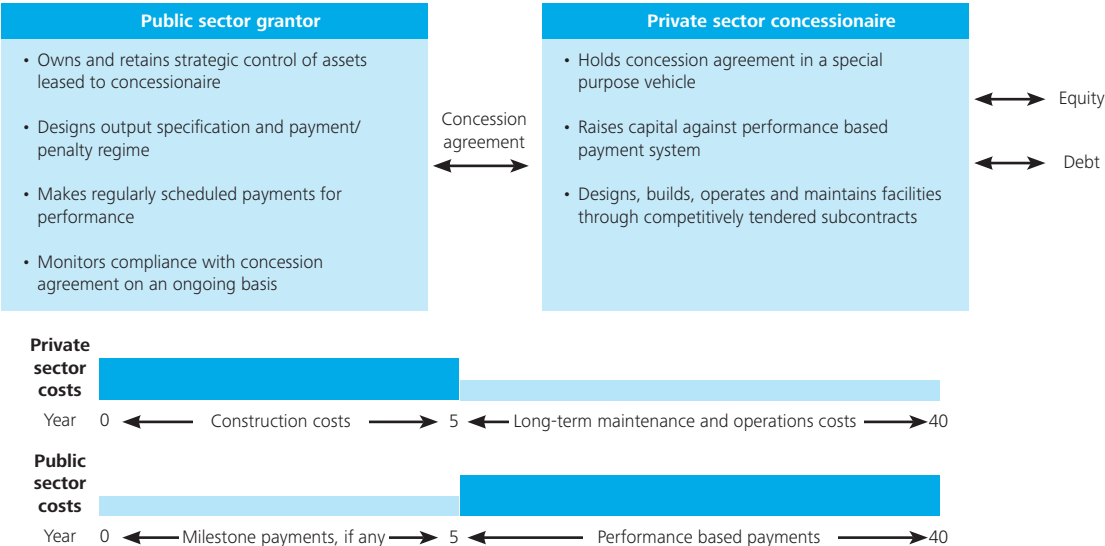 Public sector grantor
• Owns and retains strategic control of assets
leased to concessionaire
• Designs output specification and payment/
penalty regime
• Makes regularly scheduled payments for
performance
• Monitors compliance with concession
agreement on an ongoing basis
Concession
agreement
Private sector concessionaire
• Holds concession agreement in a special
purpose vehicle
• Raises capital against performance based
payment system
• Designs, builds, operates and maintains facilities
through competitively tendered subcontracts
Equity
Debt
Private
sector
costs
Year 0 Construction costs 5 Long-term maintenance and operations costs 40
Public
sector
costs
Year 0 Milestone payments, if any 5 Performance based payments 40